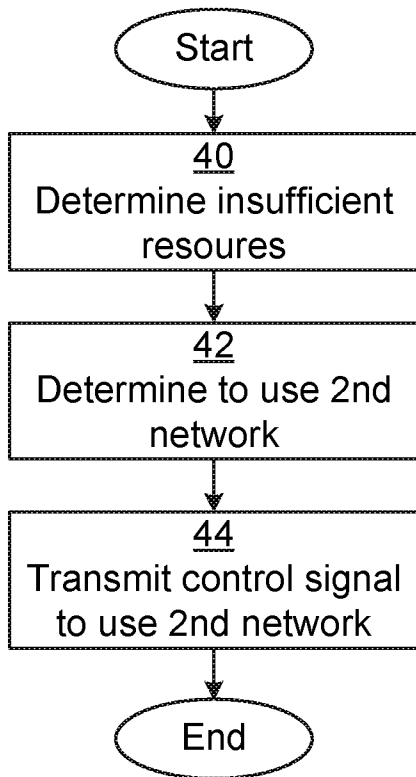 Start
40
Determine insufficient
resoures
42
Determine to use 2nd
network
44
Transmit control signal
to use 2nd network
End